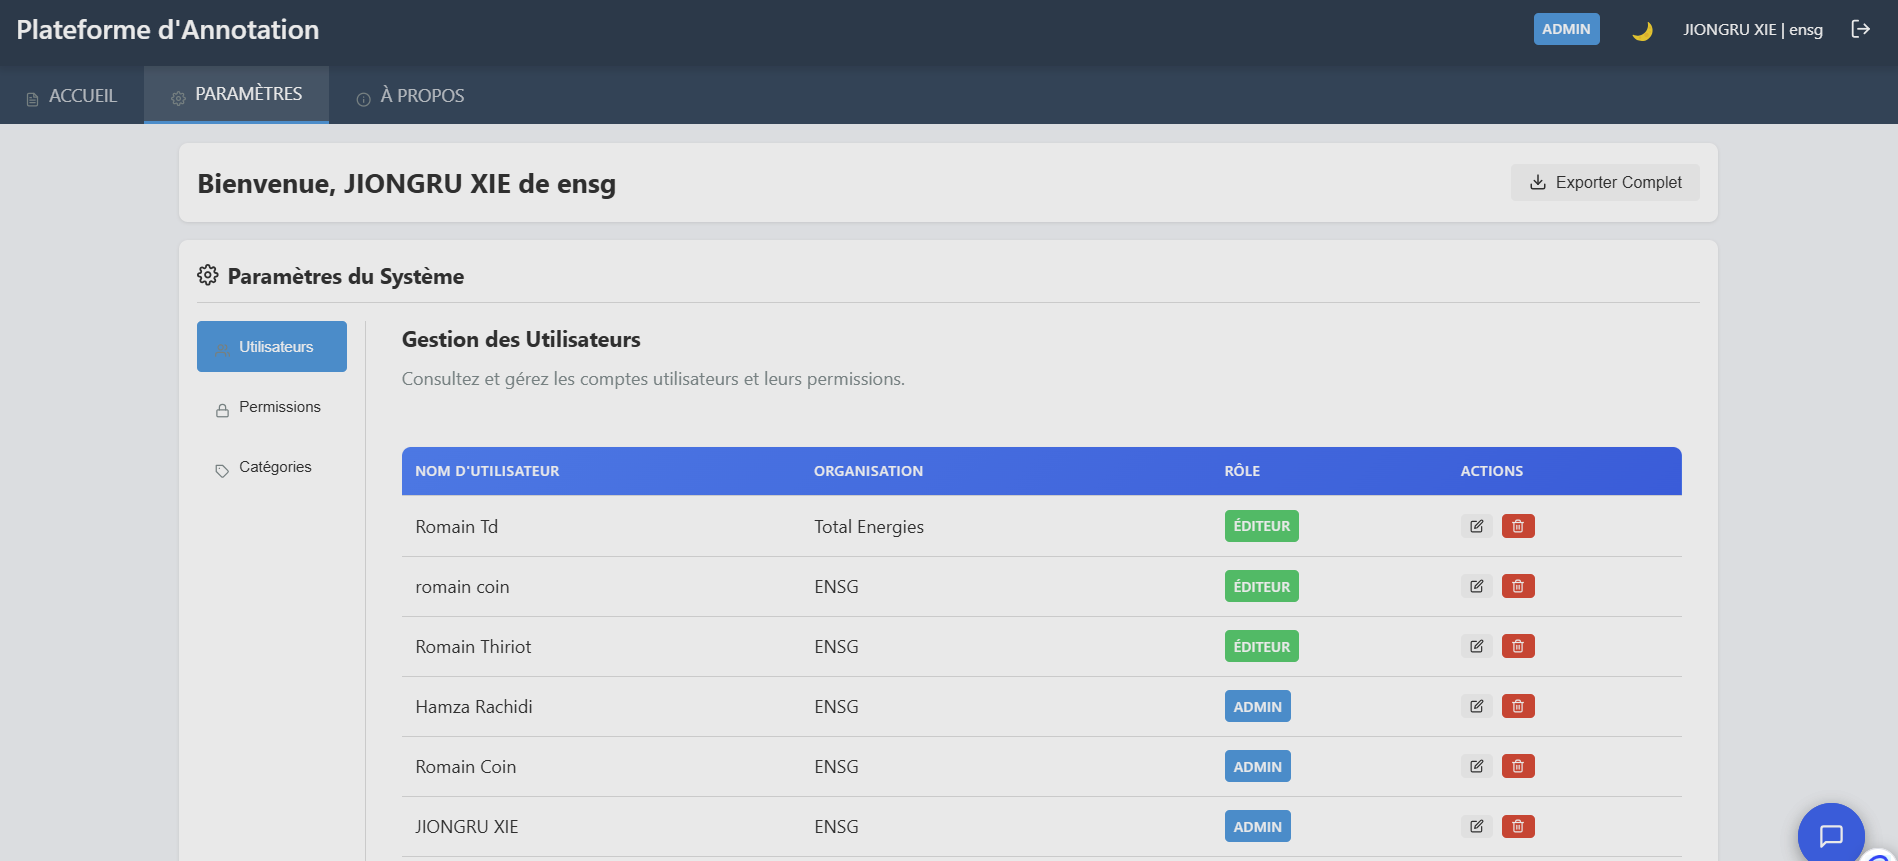 Plateforme d'Annotation
ADMIN
JIONGRU XIE | ensg
ACCUEIL
PARAMÈTRES
À PROPOS
Bienvenue, JIONGRU XIE de ensg
Exporter Complet
Paramètres du Système
Utilisateurs
Permissions
Catégories
Gestion des Utilisateurs
Consultez et gérez les comptes utilisateurs et leurs permissions.
NOM D'UTILISATEUR ORGANISATION RÔLE ACTIONS
Romain Td Total Energies ÉDITEUR
romain coin ENSG ÉDITEUR
Romain Thiriot ENSG ÉDITEUR
Hamza Rachidi ENSG ADMIN
Romain Coin ENSG ADMIN
JIONGRU XIE ENSG ADMIN